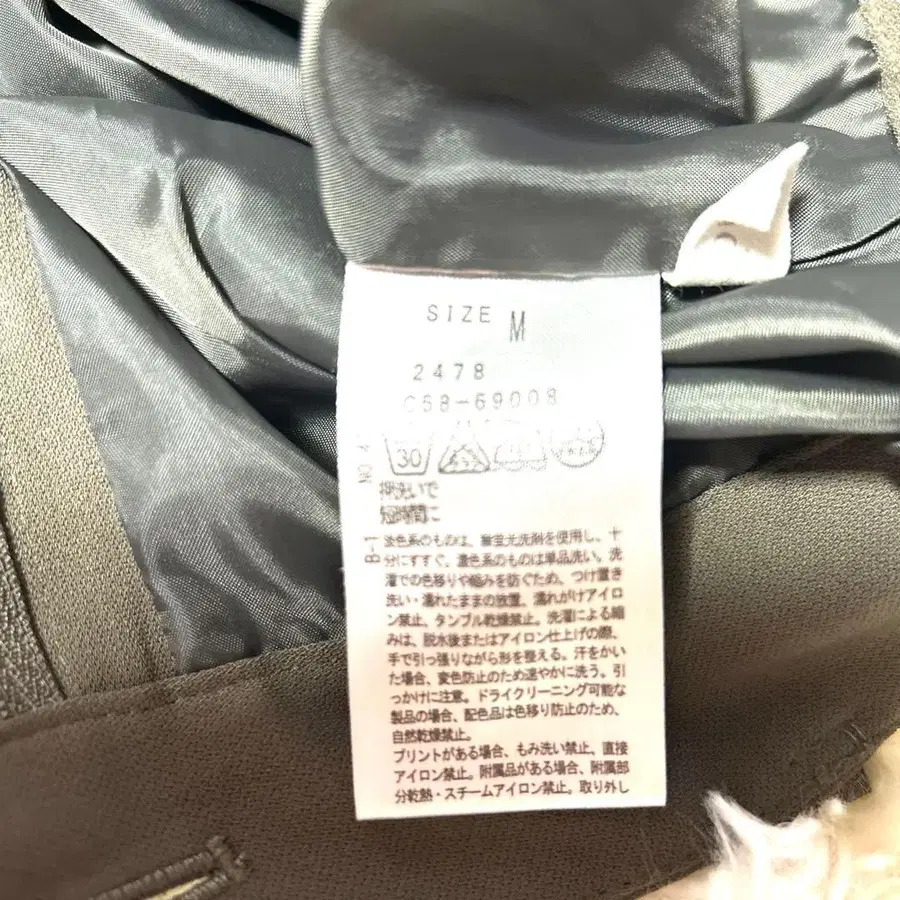 SIZE M
2478
C58-69008
NO. 4
30
押洗いで
短時間に
B-1
淡色系のものは、無蛍光洗剤を使用し、十
分にすすぐ。濃色系のものは単品洗い。洗
濯での色移りや縮みを防ぐため、つけ置き
洗い・濡れたままの放置、濡れがけアイロ
ン禁止、タンブル乾燥禁止。洗濯による縮
みは、脱水後またはアイロン仕上げの際、
手で引っ張りながら形を整える。汗をかい
た場合、変色防止のため速やかに洗う。引
っかけに注意。ドライクリーニング可能な
製品の場合、配色品は色移り防止のため、
自然乾燥禁止。
プリントがある場合、もみ洗い禁止、直接
アイロン禁止。附属品がある場合、附属部
分乾熱・スチームアイロン禁止。取り外し